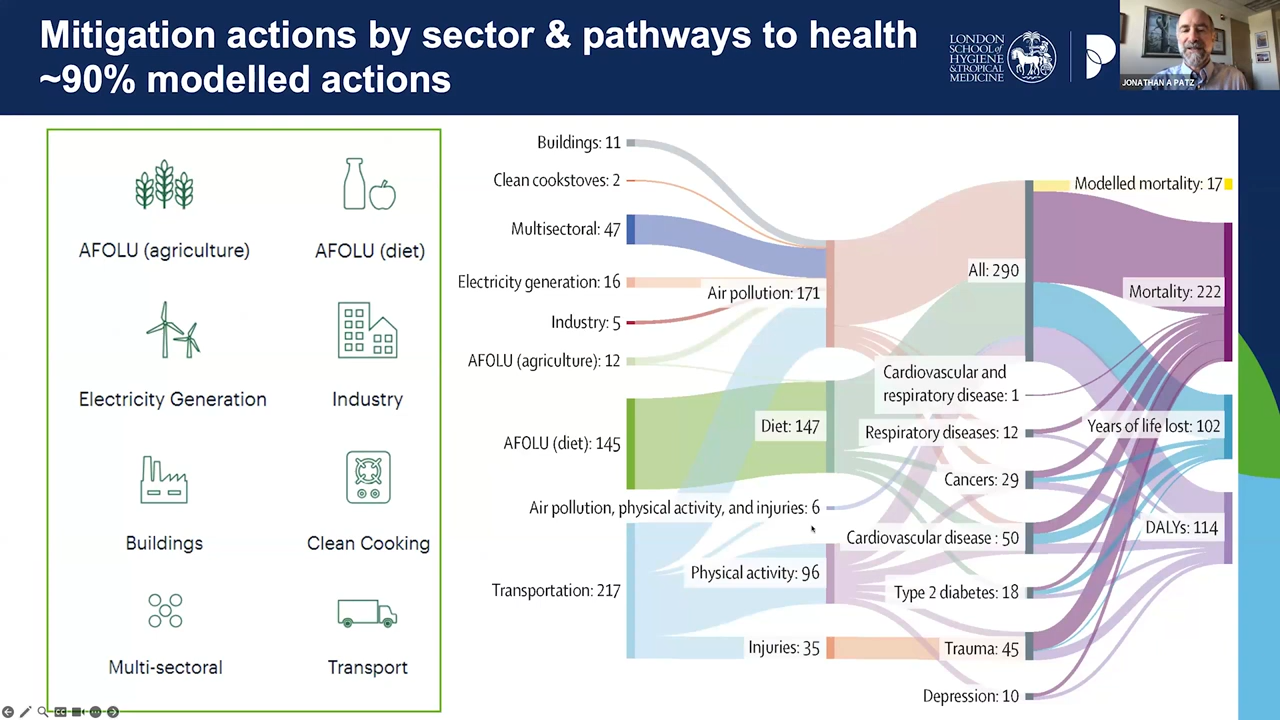 Mitigation actions by sector & pathways to health
~90% modelled actions
LONDON
SCHOOL of
HYGIENE
& TROPICAL
MEDICINE
JONATHAN A PATZ
AFOLU (agriculture)
AFOLU (diet)
Electricity Generation
Industry
Buildings
Clean Cooking
Multi-sectoral
Transport
Buildings: 11
Clean cookstoves: 2
Multisectoral: 47
Electricity generation: 16
Industry: 5
AFOLU (agriculture): 12
AFOLU (diet): 145
Transportation: 217
Air pollution: 171
Diet: 147
Air pollution, physical activity, and injuries: 6
Physical activity: 96
Injuries: 35
All: 290
Cardiovascular and
respiratory disease: 1
Respiratory diseases: 12
Cancers: 29
Cardiovascular disease : 50
Type 2 diabetes: 18
Trauma: 45
Depression: 10
Modelled mortality: 17
Mortality: 222
Years of life lost: 102
DALYs: 114